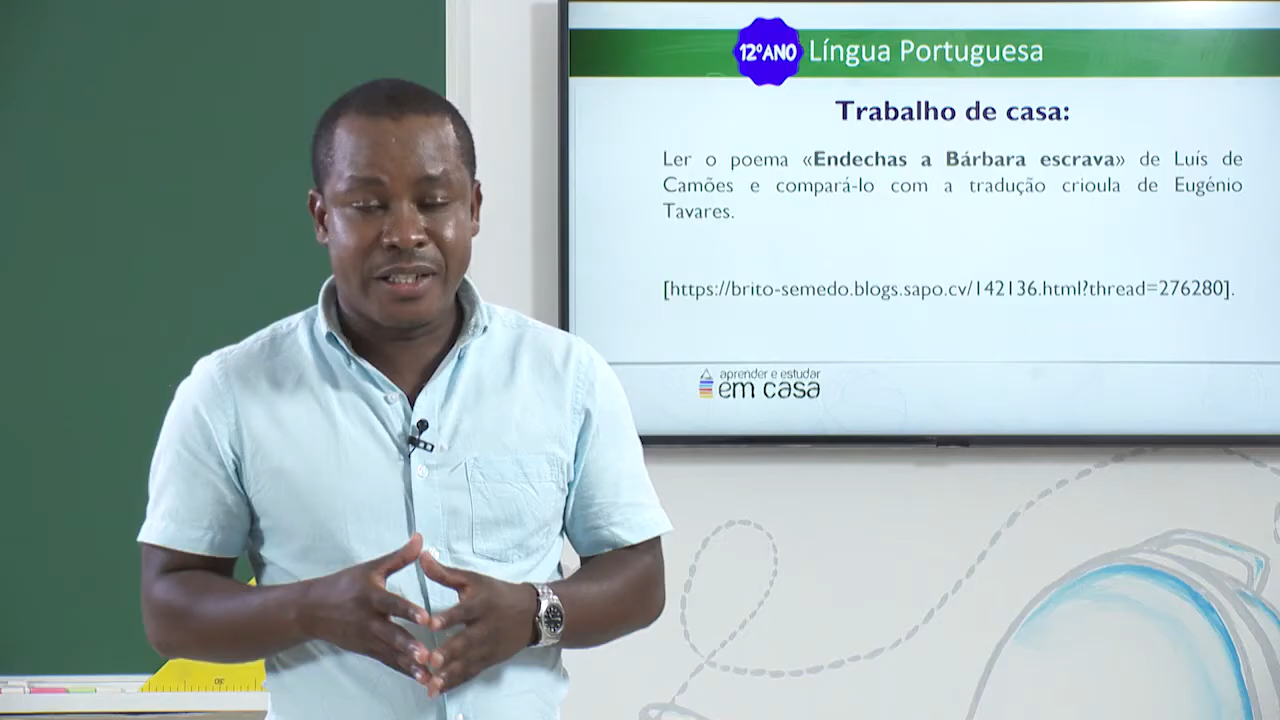 12ºANO Língua Portuguesa
Trabalho de casa:
Ler o poema «Endechas a Bárbara escrava» de Luís de
Camões e compará-lo com a tradução crioula de Eugénio
Tavares.
[https://brito-semedo.blogs.sapo.cv/142136.html?thread=276280].
aprender e estudar
em casa